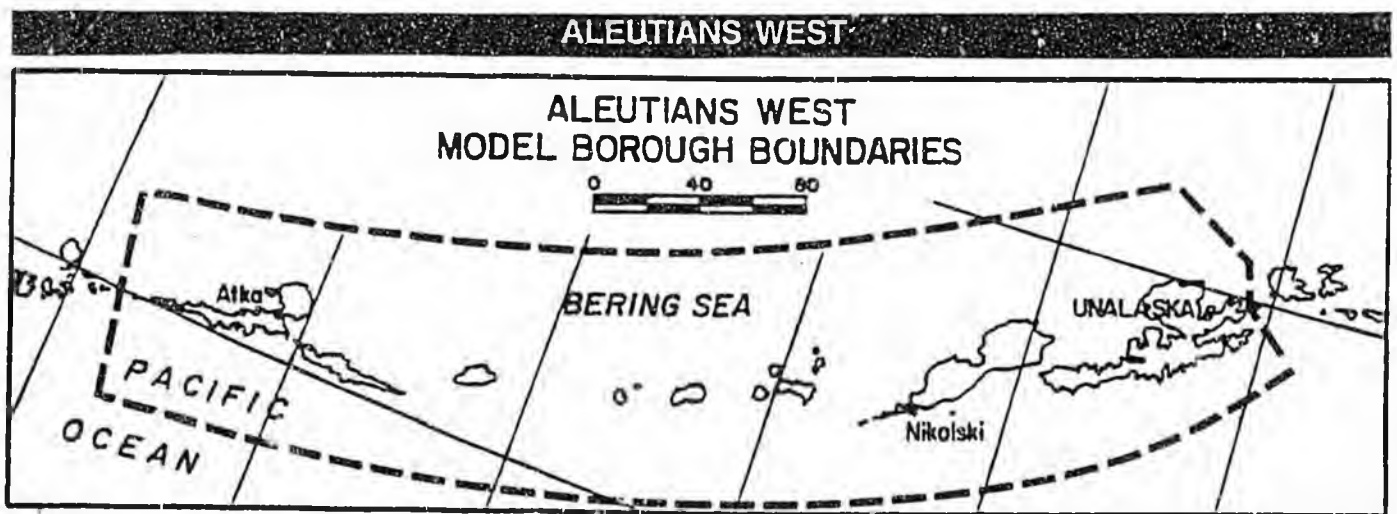 ALEUTIANS WEST
ALEUTIANS WEST
MODEL BOROUGH BOUNDARIES
0 40 80
Atka
BERING SEA
UNALASKA
PACIFIC
OCEAN
Nikolski